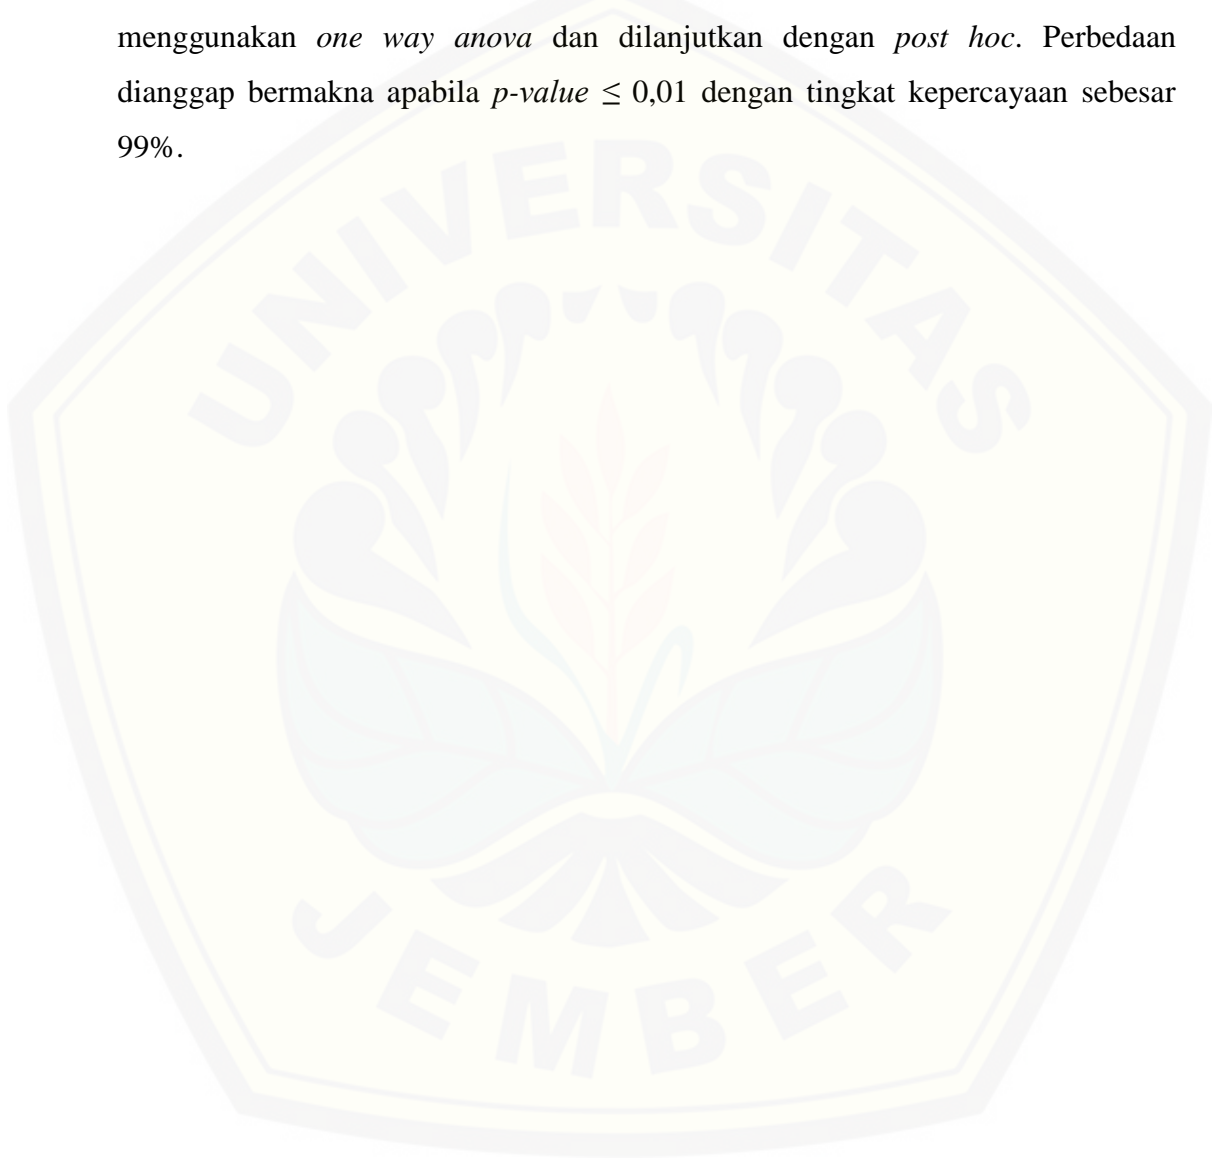 menggunakan one way anova dan dilanjutkan dengan post hoc. Perbedaan
dianggap bermakna apabila p-value ≤ 0,01 dengan tingkat kepercayaan sebesar
99%.
UNIVERSITAS
JEMBER